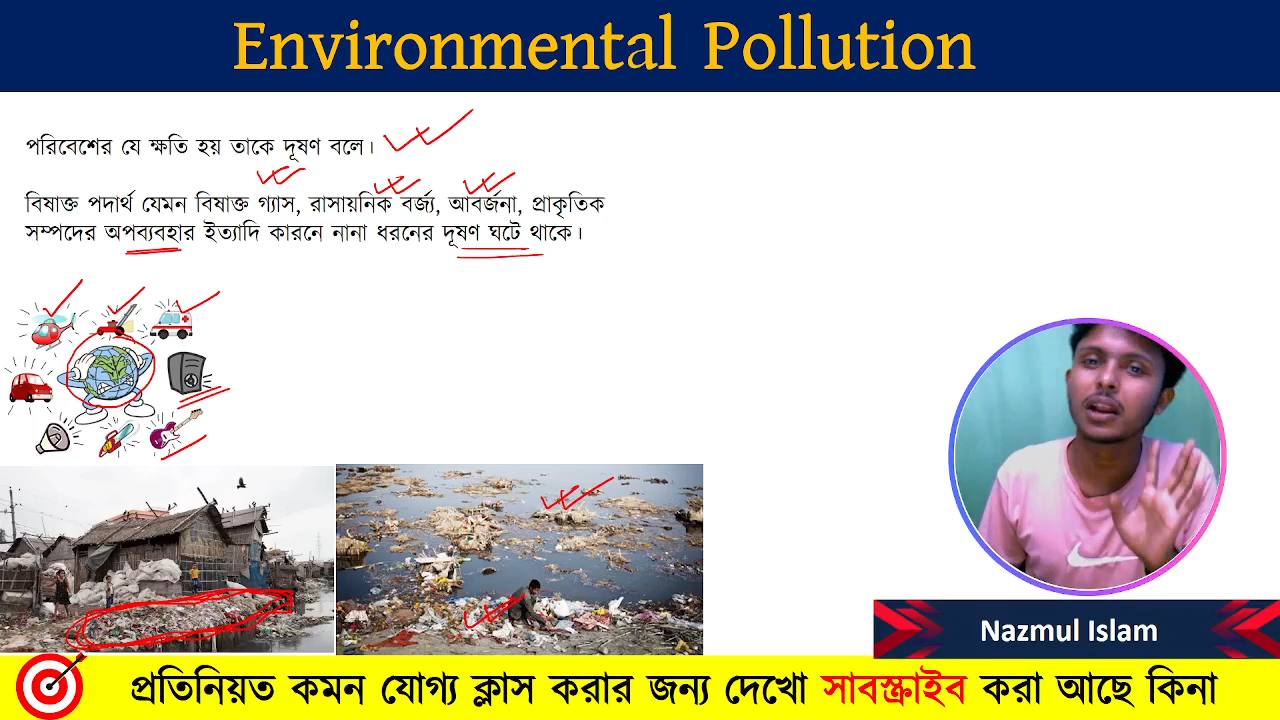 Environmental Pollution
পরিবেশের যে ক্ষতি হয় তাকে দূষণ বলে।
বিষাক্ত পদার্থ যেমন বিষাক্ত গ্যাস, রাসায়নিক বর্জ্য, আবর্জনা, প্রাকৃতিক
সম্পদের অপব্যবহার ইত্যাদি কারনে নানা ধরনের দূষণ ঘটে থাকে।
Nazmul Islam
প্রতিনিয়ত কমন যোগ্য ক্লাস করার জন্য দেখো সাবস্ক্রাইব করা আছে কিনা